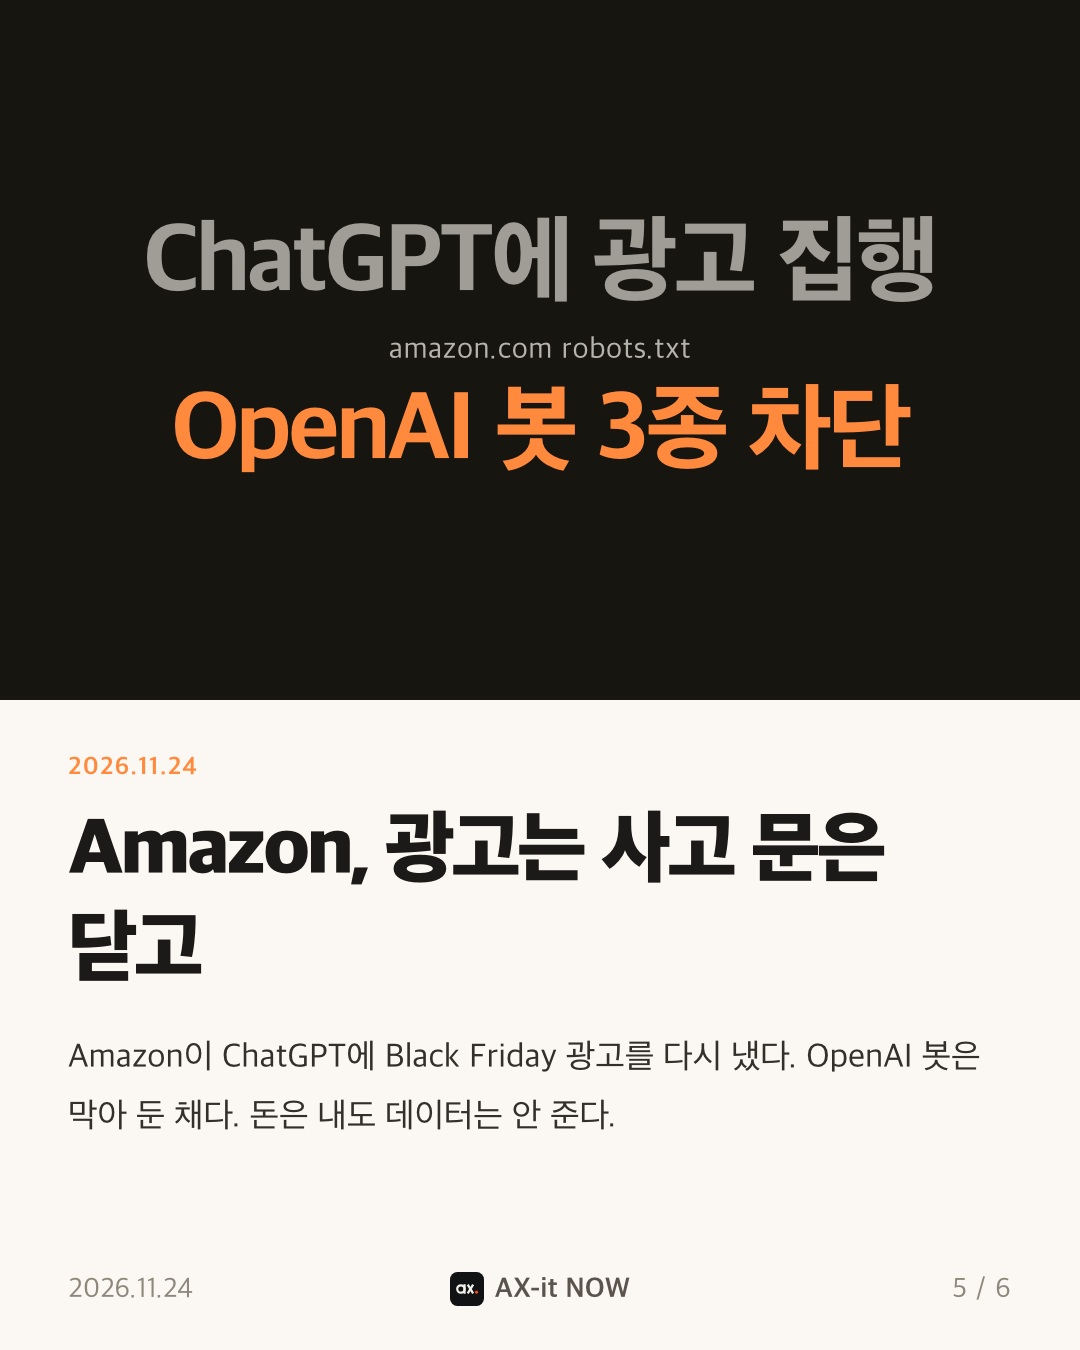 ChatGPT에 광고 집행
amazon.com robots.txt
OpenAI 봇 3종 차단
2026.11.24
Amazon, 광고는 사고 문은
닫고
Amazon이 ChatGPT에 Black Friday 광고를 다시 냈다. OpenAI 봇은
막아 둔 채다. 돈은 내도 데이터는 안 준다.
2026.11.24
ax. AX-it NOW
5 / 6